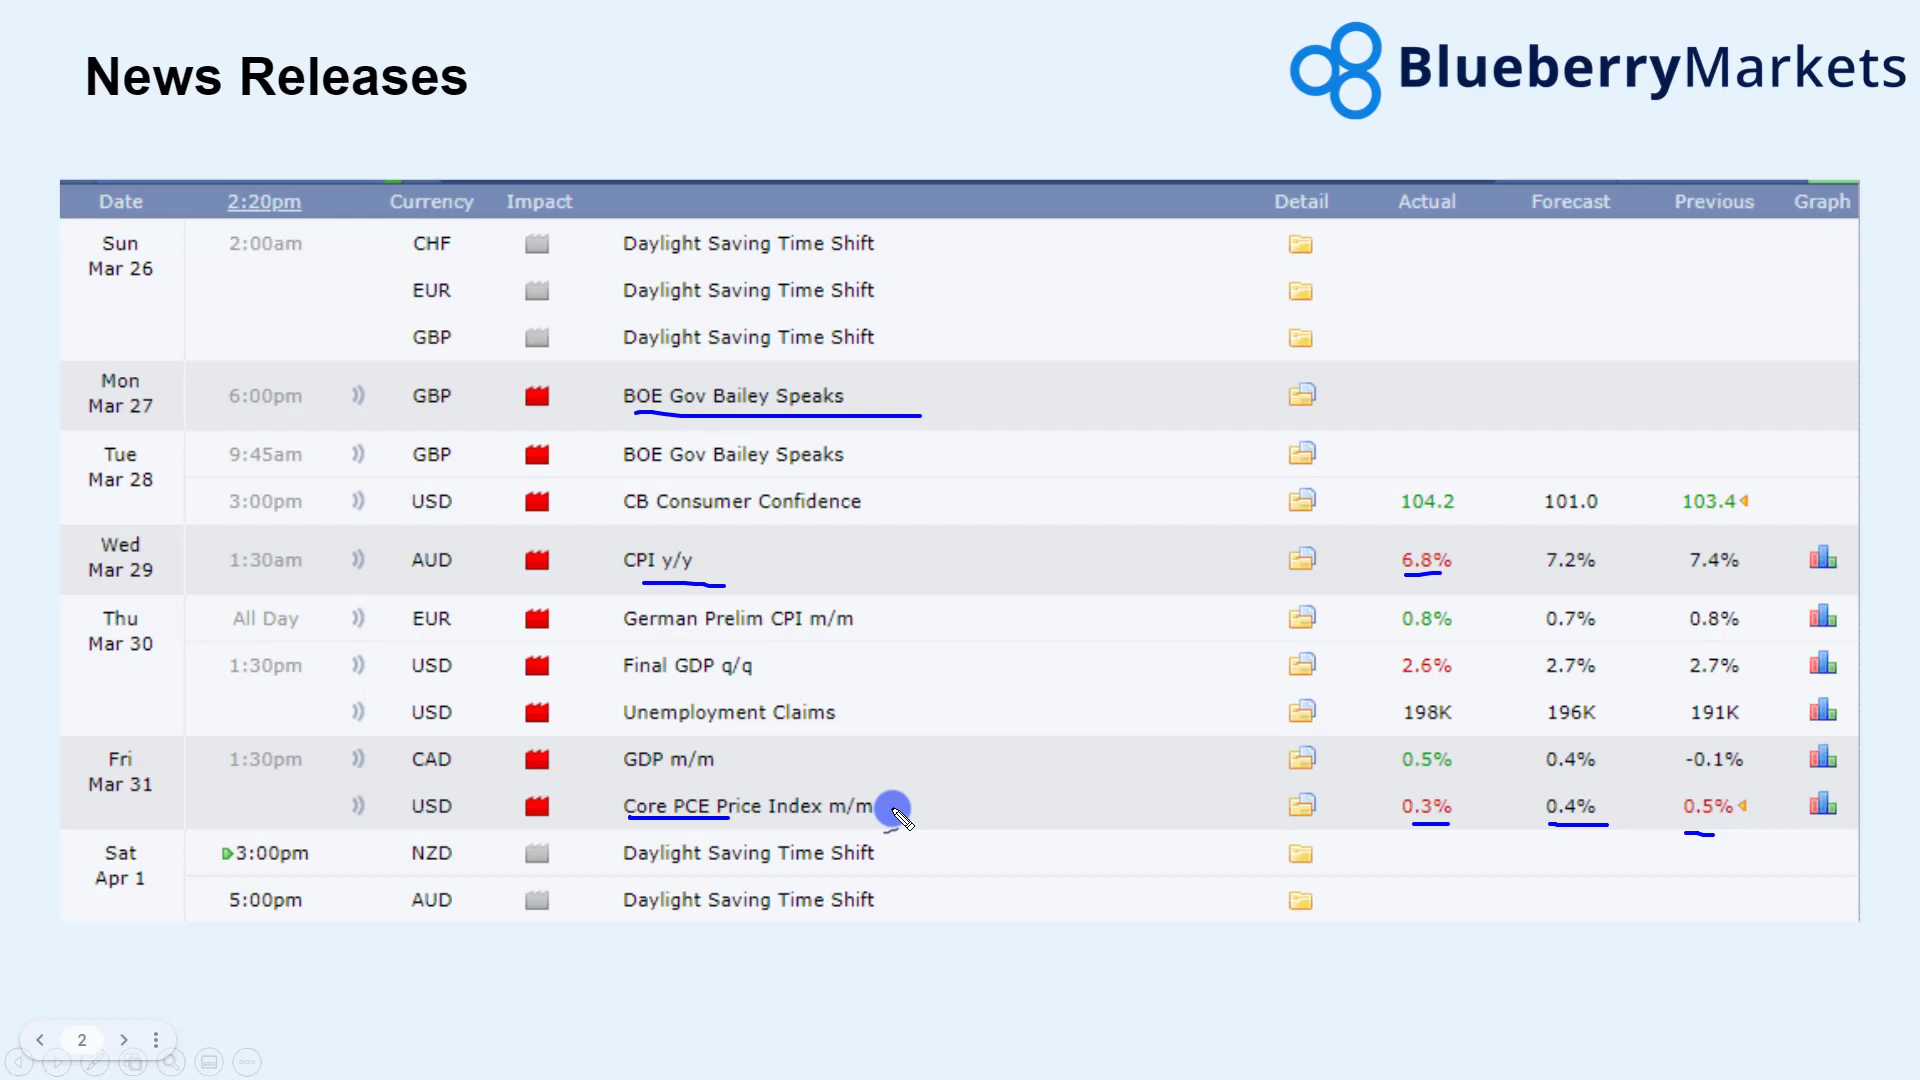 News Releases
BlueberryMarkets
Date 2:20pm Currency Impact Detail Actual Forecast Previous Graph
Sun Mar 26 2:00am CHF Daylight Saving Time Shift
EUR Daylight Saving Time Shift
GBP Daylight Saving Time Shift
Mon Mar 27 6:00pm GBP BOE Gov Bailey Speaks
Tue Mar 28 9:45am GBP BOE Gov Bailey Speaks
3:00pm USD CB Consumer Confidence 104.2 101.0 103.4
Wed Mar 29 1:30am AUD CPI y/y 6.8% 7.2% 7.4%
Thu Mar 30 All Day EUR German Prelim CPI m/m 0.8% 0.7% 0.8%
1:30pm USD Final GDP q/q 2.6% 2.7% 2.7%
USD Unemployment Claims 198K 196K 191K
Fri Mar 31 1:30pm CAD GDP m/m 0.5% 0.4% -0.1%
USD Core PCE Price Index m/m 0.3% 0.4% 0.5%
Sat Apr 1 3:00pm NZD Daylight Saving Time Shift
5:00pm AUD Daylight Saving Time Shift
2